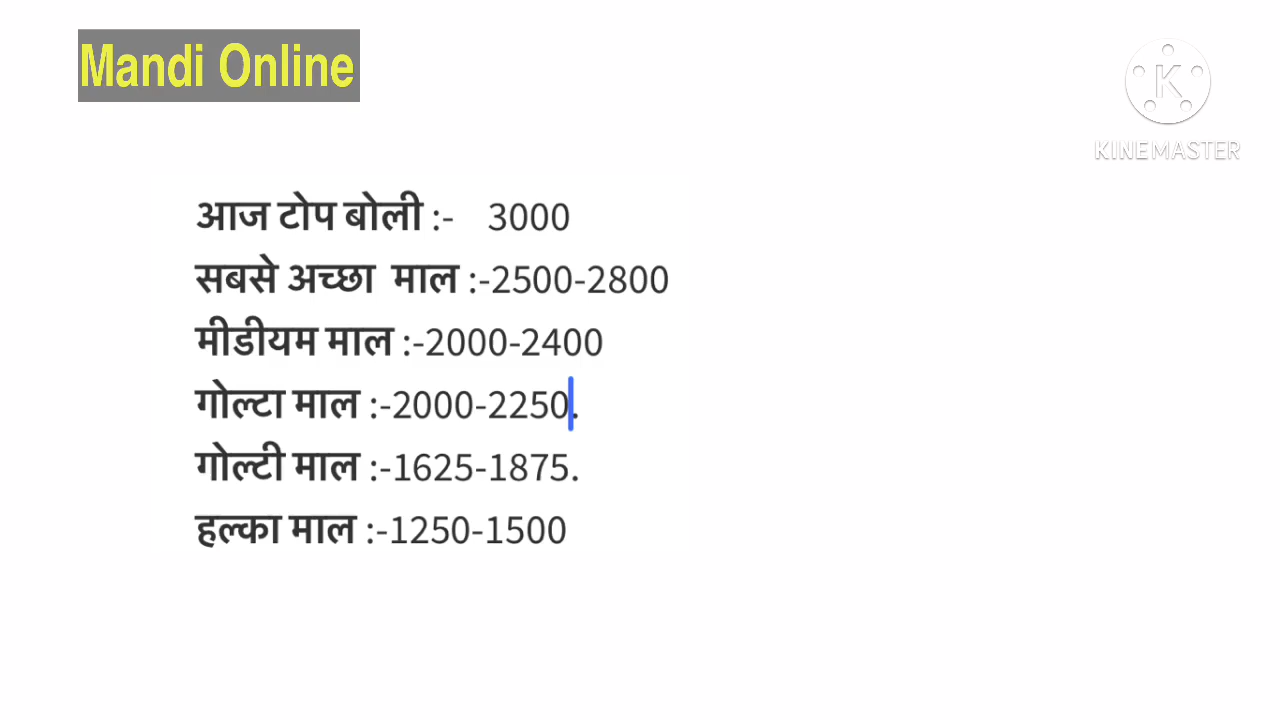 Mandi Online
K
KINEMASTER
आज टोप बोली :- 3000
सबसे अच्छा माल :-2500-2800
मीडीयम माल :-2000-2400
गोल्टा माल :-2000-2250.
गोल्टी माल :-1625-1875.
हल्का माल :-1250-1500